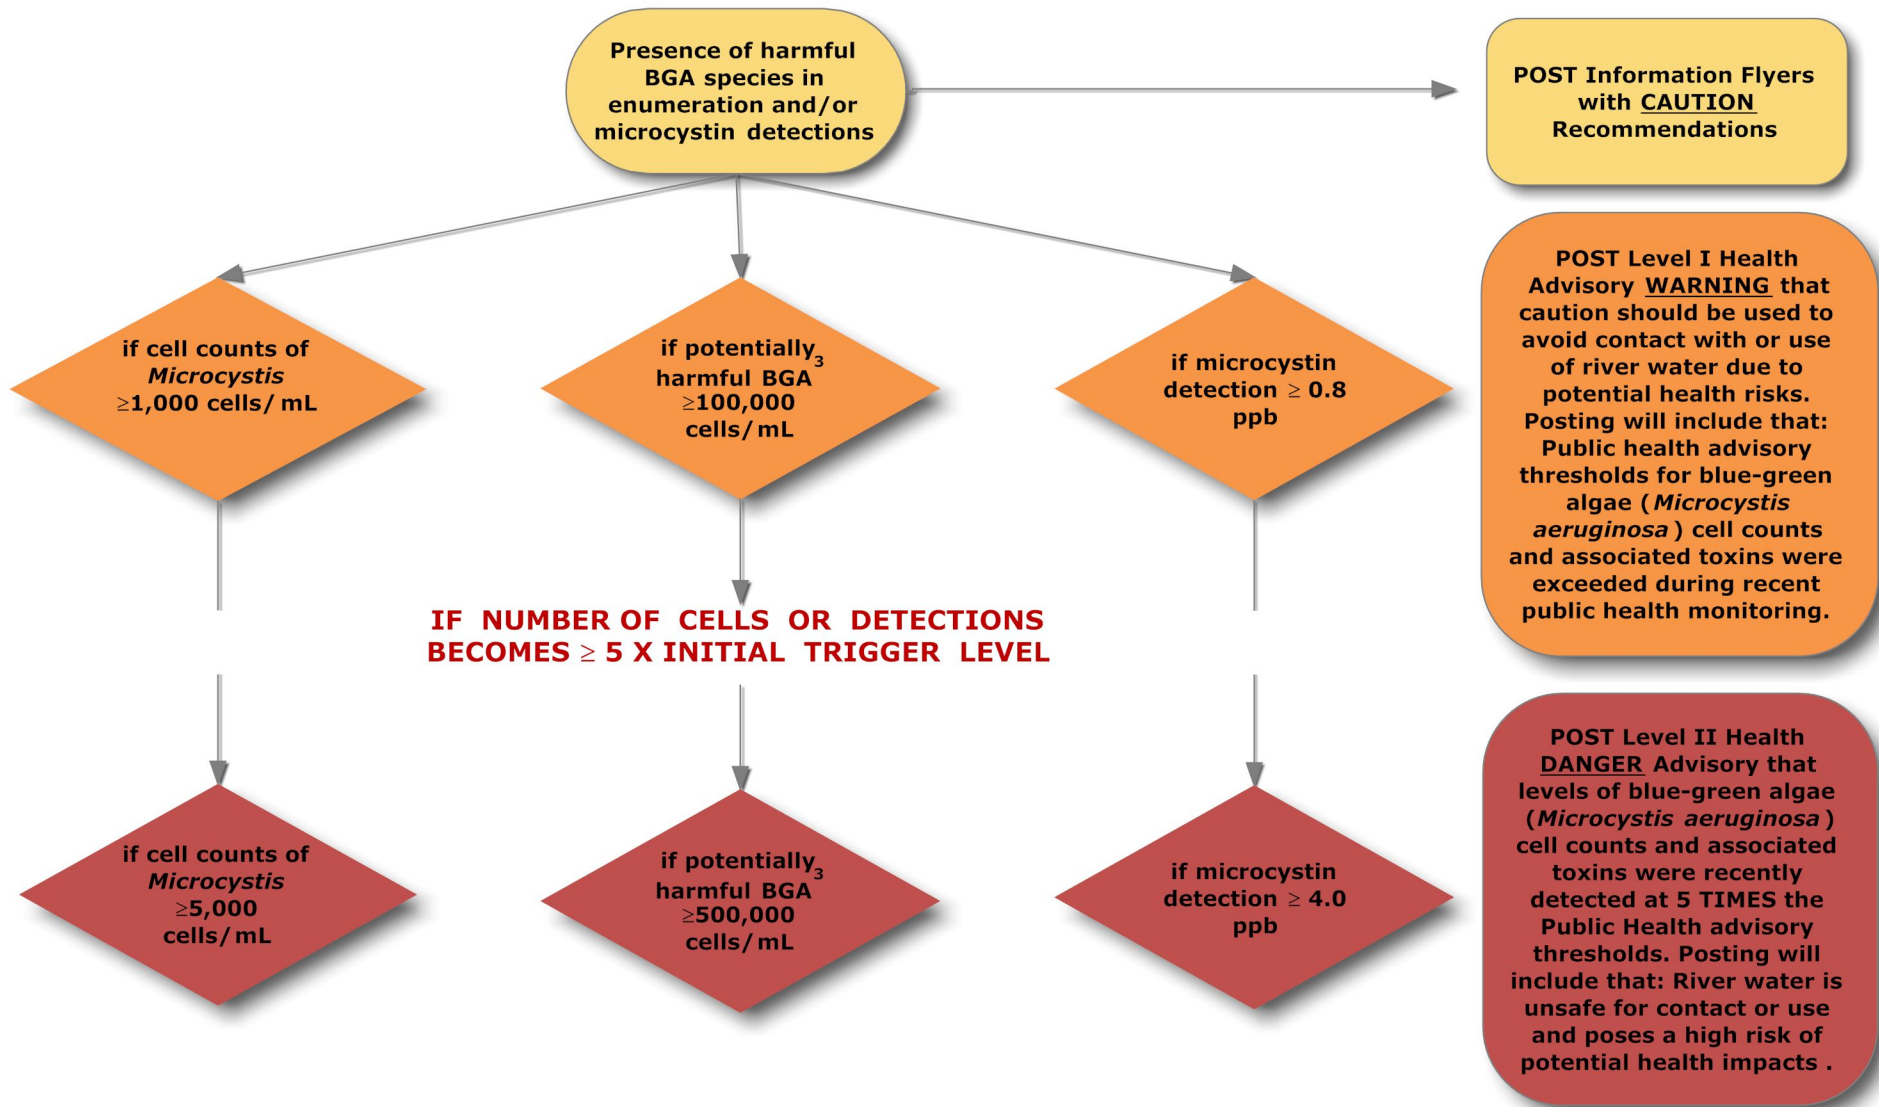 Presence of harmful
BGA species in
enumeration and/or
microcystin detections
POST Information Flyers
with CAUTION
Recommendations
if cell counts of
Microcystis
≥1,000 cells/mL
if potentially
harmful BGA3
≥100,000
cells/mL
if microcystin
detection ≥ 0.8
ppb
POST Level I Health
Advisory WARNING that
caution should be used to
avoid contact with or use
of river water due to
potential health risks.
Posting will include that:
Public health advisory
thresholds for blue-green
algae (Microcystis
aeruginosa) cell counts
and associated toxins were
exceeded during recent
public health monitoring.
IF NUMBER OF CELLS OR DETECTIONS
BECOMES ≥ 5 X INITIAL TRIGGER LEVEL
if cell counts of
Microcystis
≥5,000
cells/mL
if potentially
harmful BGA3
≥500,000
cells/mL
if microcystin
detection ≥ 4.0
ppb
POST Level II Health
DANGER Advisory that
levels of blue-green algae
(Microcystis aeruginosa)
cell counts and associated
toxins were recently
detected at 5 TIMES the
Public Health advisory
thresholds. Posting will
include that: River water is
unsafe for contact or use
and poses a high risk of
potential health impacts .